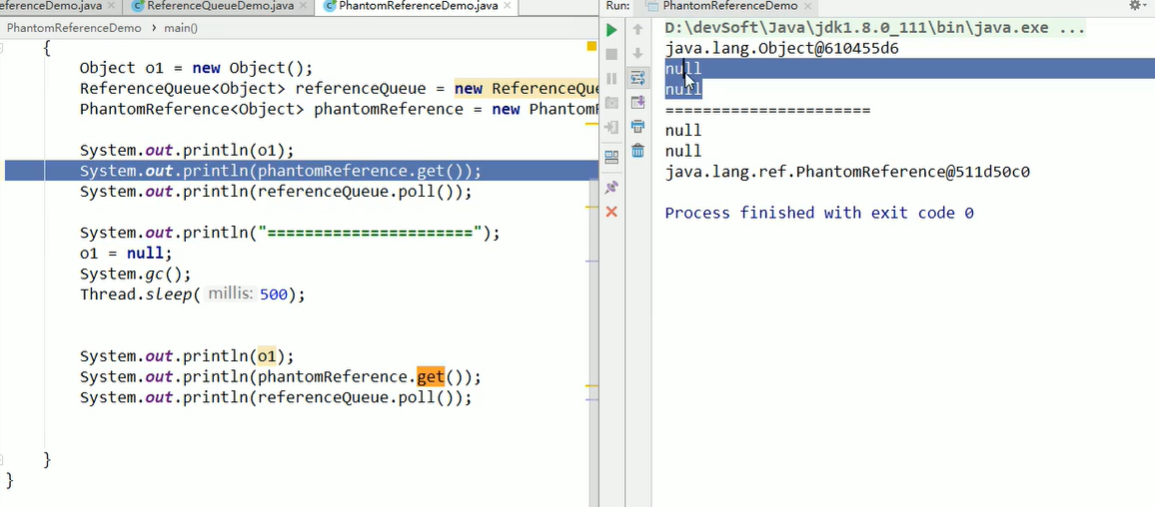 eferenceDemo.java × ReferenceQueueDemo.java × PhantomReferenceDemo.java ×
PhantomReferenceDemo › main()
{
Object o1 = new Object();
ReferenceQueue<Object> referenceQueue = new ReferenceQue
PhantomReference<Object> phantomReference = new Phantom
System.out.println(o1);
System.out.println(phantomReference.get());
System.out.println(referenceQueue.poll());
System.out.println("======================");
o1 = null;
System.gc();
Thread.sleep( millis: 500);
System.out.println(o1);
System.out.println(phantomReference.get());
System.out.println(referenceQueue.poll());
}
}
Run: PhantomReferenceDemo ×
D:\devSoft\Java\jdk1.8.0_111\bin\java.exe ...
java.lang.Object@610455d6
null
null
======================
null
null
java.lang.ref.PhantomReference@511d50c0
Process finished with exit code 0